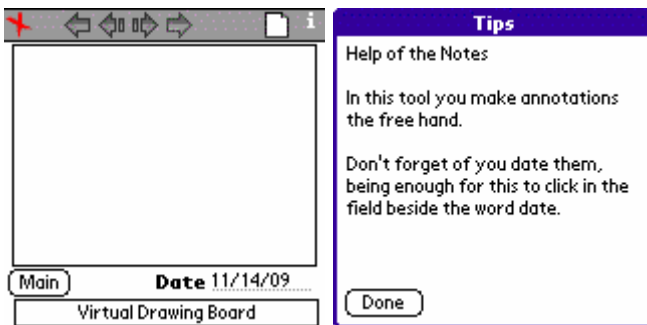 i
Main
Date 11/14/09
Virtual Drawing Board
Tips
Help of the Notes
In this tool you make annotations
the free hand.
Don't forget of you date them,
being enough for this to click in the
field beside the word date.
Done